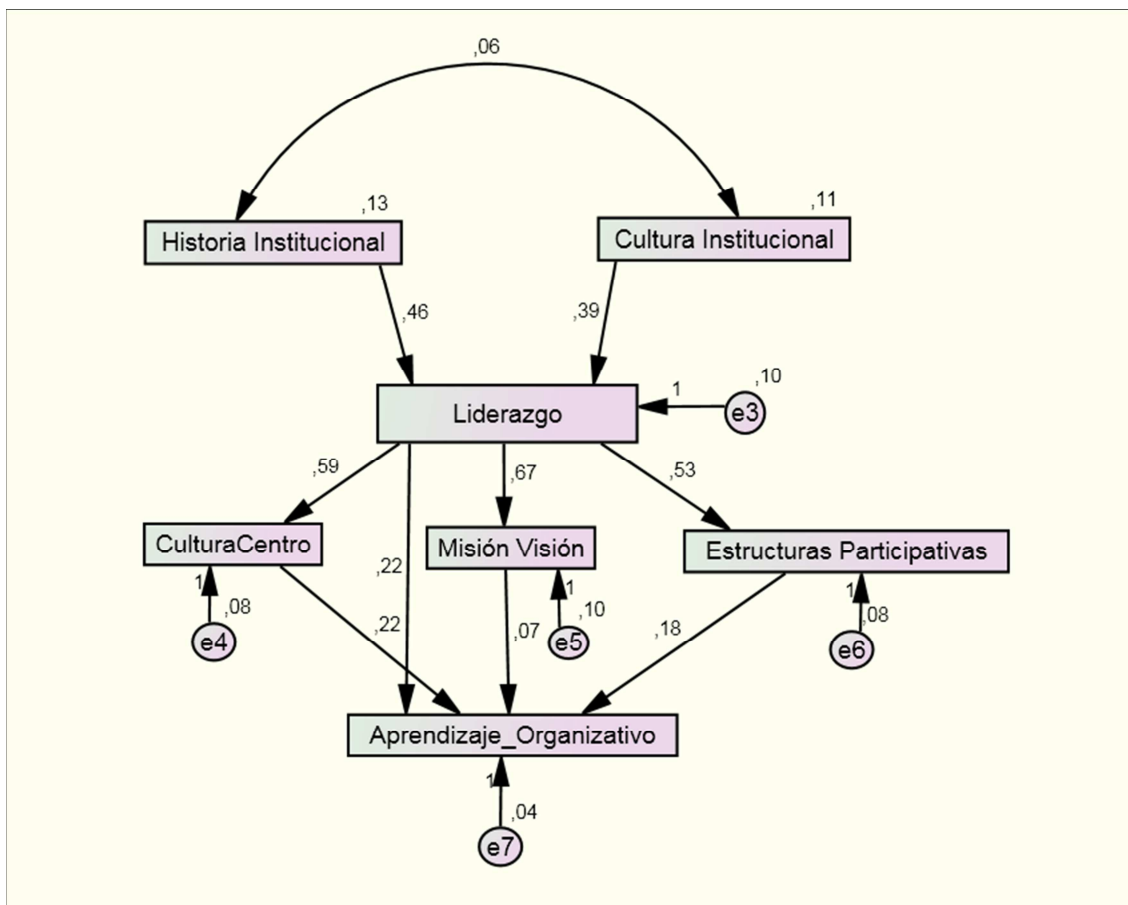 ,06
,13
,11
Historia Institucional
Cultura Institucional
,46
,39
,10
1
Liderazgo
e3
,59
,67
,53
CulturaCentro
Misión Visión
Estructuras Participativas
,22
1
,08
,22
1
,10
,07
1
,08
,18
e4
e5
e6
Aprendizaje_Organizativo
1
,04
e7